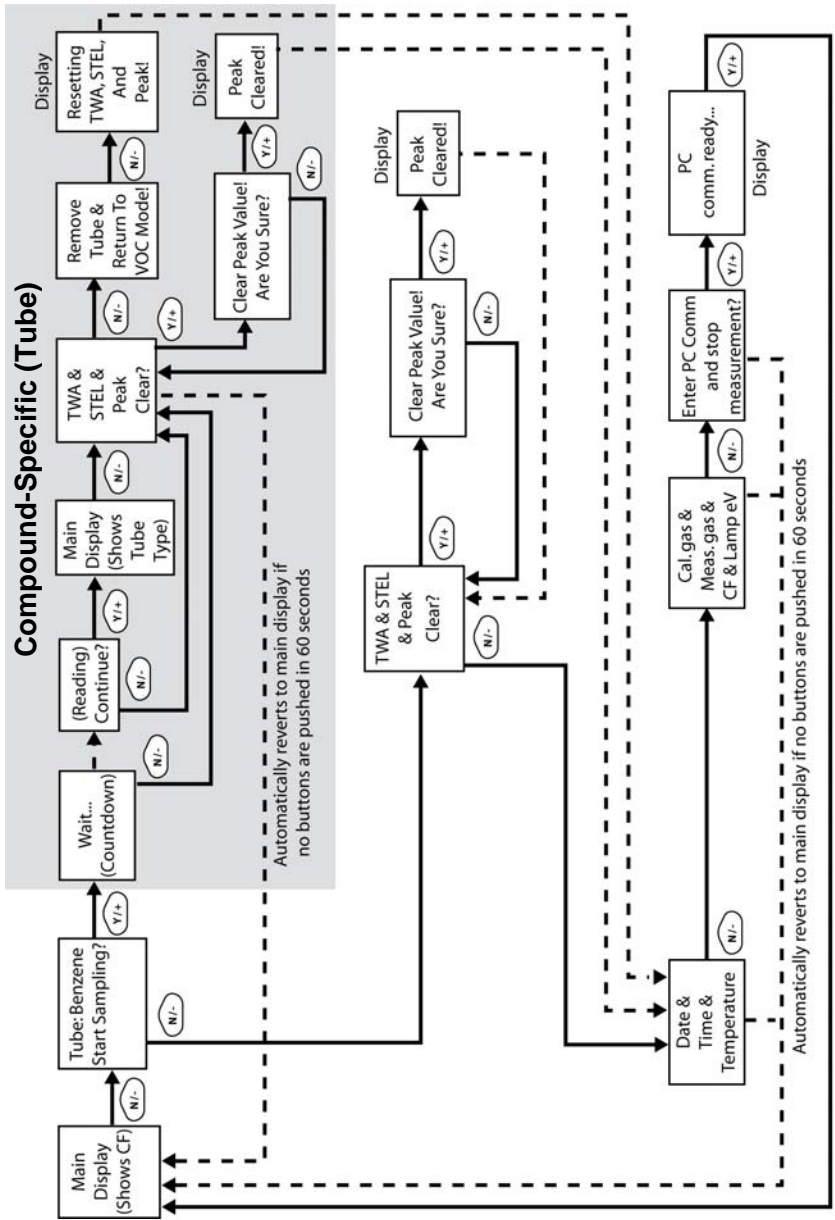 Compound-Specific (Tube)
Main
Display
(Shows CF)
N/-
Tube: Benzene
Start Sampling?
Y/+
N/-
Wait...
(Countdown)
N/-
(Reading)
Continue?
Y/+
N/-
Main
Display
(Shows
Tube
Type)
N/-
TWA &
STEL &
Peak
Clear?
N/-
Y/+
Remove
Tube &
Return To
VOC Mode!
N/-
Display
Resetting
TWA, STEL,
And
Peak!
Clear Peak Value!
Are You Sure?
Y/+
N/-
Display
Peak
Cleared!
Automatically reverts to main display if
no buttons are pushed in 60 seconds
TWA & STEL
& Peak
Clear?
Y/+
N/-
Clear Peak Value!
Are You Sure?
Y/+
N/-
Display
Peak
Cleared!
Date &
Time &
Temperature
N/-
Cal. gas &
Meas. gas &
CF & Lamp eV
N/-
Enter PC Comm
and stop
measurement?
Y/+
PC
comm. ready...
Display
Y/+
Automatically reverts to main display if no buttons are pushed in 60 seconds